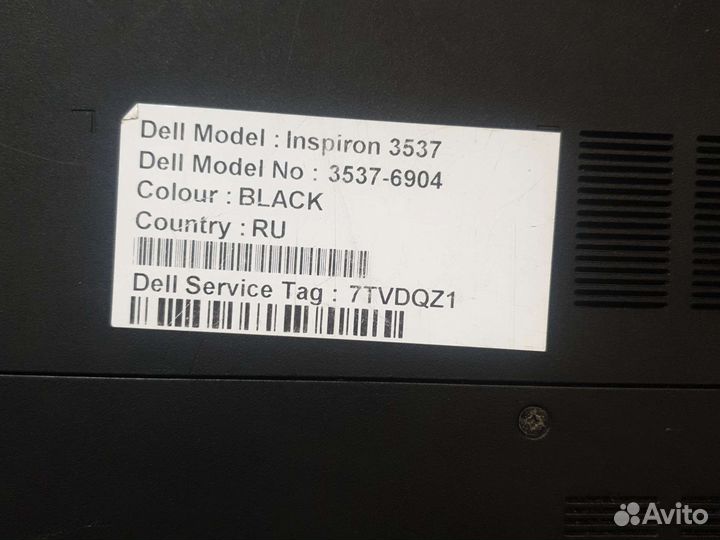 Dell Model : Inspiron 3537
Dell Model No : 3537-6904
Colour : BLACK
Country : RU
Dell Service Tag : 7TVDQZ1
Avito